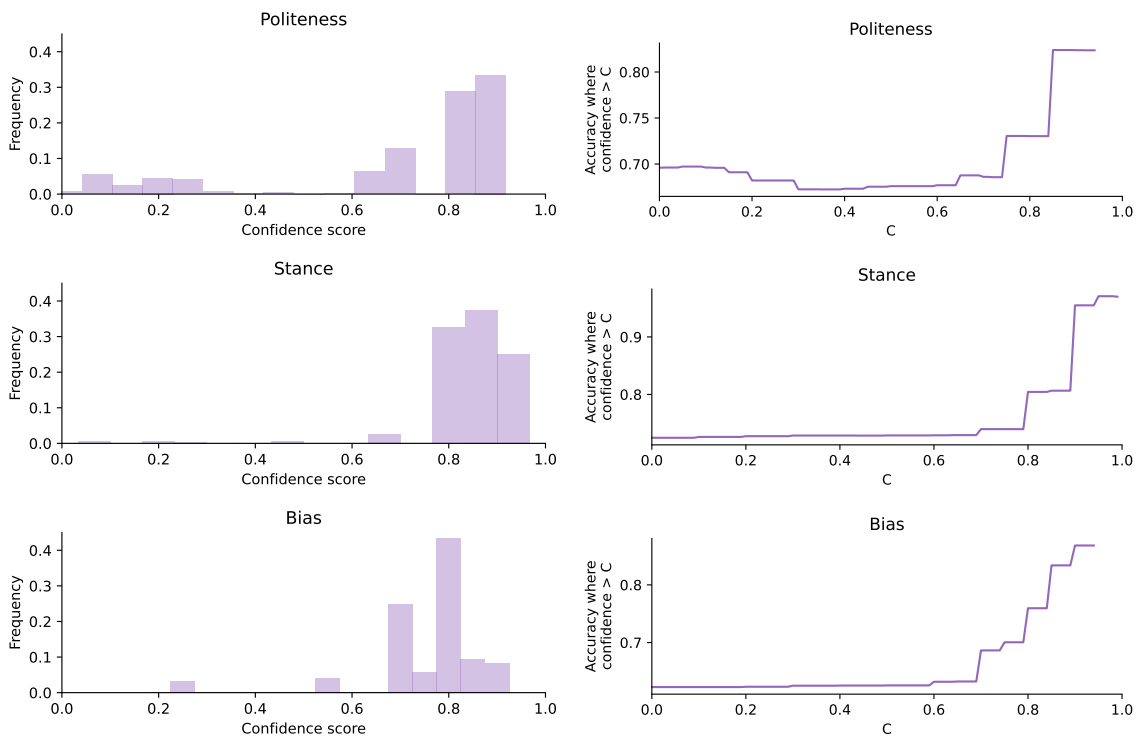 Politeness
Frequency
0.4
0.3
0.2
0.1
0.0
0.0 0.2 0.4 0.6 0.8 1.0
Confidence score
Politeness
Accuracy where
confidence > C
0.80
0.75
0.70
0.0 0.2 0.4 0.6 0.8 1.0
C
Stance
Frequency
0.4
0.3
0.2
0.1
0.0
0.0 0.2 0.4 0.6 0.8 1.0
Confidence score
Stance
Accuracy where
confidence > C
0.9
0.8
0.0 0.2 0.4 0.6 0.8 1.0
C
Bias
Frequency
0.4
0.3
0.2
0.1
0.0
0.0 0.2 0.4 0.6 0.8 1.0
Confidence score
Bias
Accuracy where
confidence > C
0.8
0.7
0.0 0.2 0.4 0.6 0.8 1.0
C